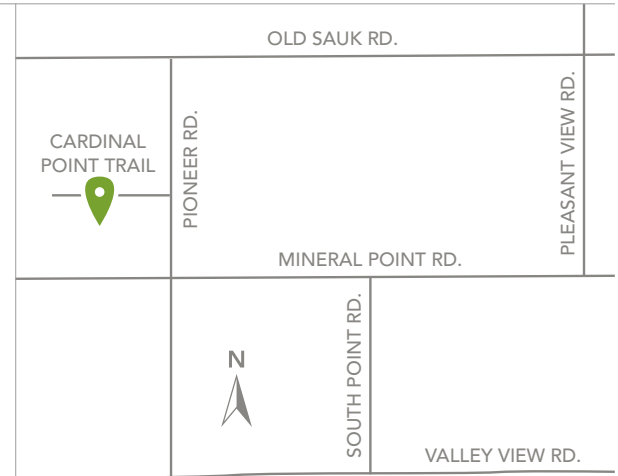 OLD SAUK RD.
CARDINAL
POINT TRAIL
PIONEER RD.
PLEASANT VIEW RD.
MINERAL POINT RD.
SOUTH POINT RD.
N
VALLEY VIEW RD.